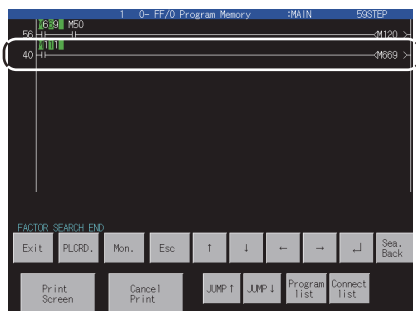 1 0- FF/0 Program Memory :MAIN 59STEP
M50
56 M120
40 M669
FACTOR SEARCH END
Exit PLCRD. Mon. Esc ↑ ↓ ← → ↵ Sea. Back
Print Screen Cancel Print JUMP↑ JUMP↓ Program list Connect list